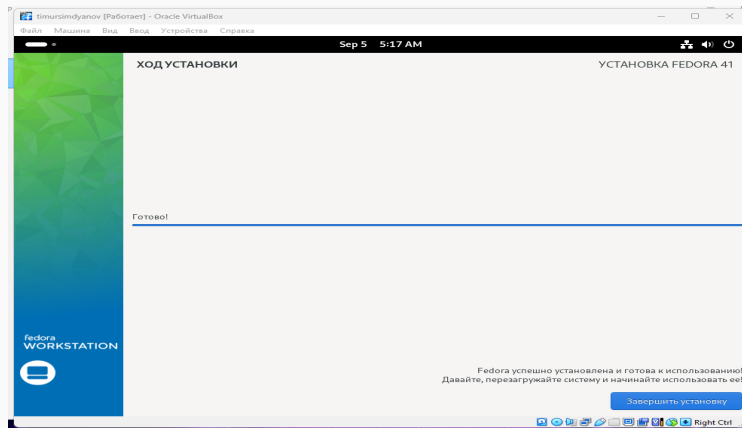 timursimdyanov [Работает] - Oracle VirtualBox
Файл Машина Вид Ввод Устройства Справка
Sep 5 5:17 AM
ХОД УСТАНОВКИ
УСТАНОВКА FEDORA 41
Готово!
fedora
WORKSTATION
Fedora успешно установлена и готова к использованию!
Давайте, перезагружайте систему и начинайте использовать ее!
Завершить установку
Right Ctrl